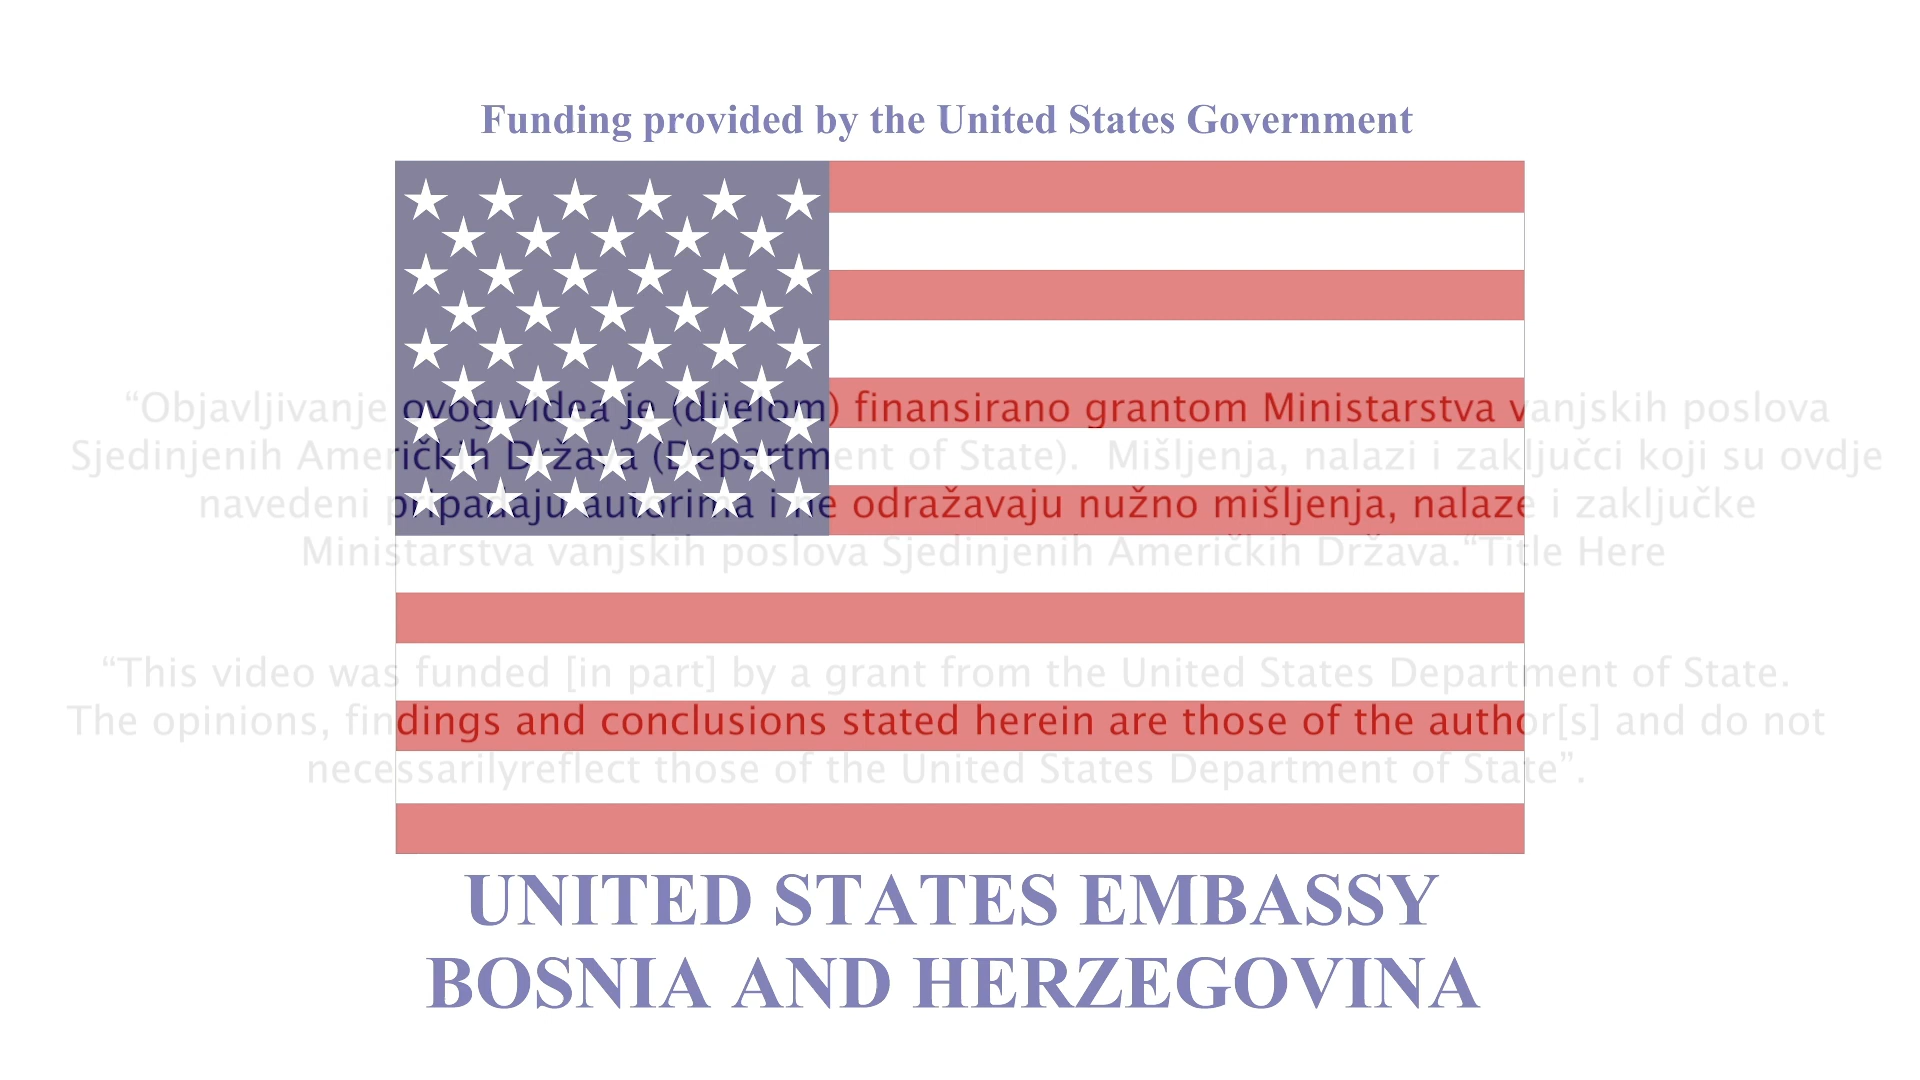 Funding provided by the United States Government
“Objavljivanje ovog videa je (dijelom) finansirano grantom Ministarstva vanjskih poslova
Sjedinjenih Američkih Država (Department of State).  Mišljenja, nalazi i zaključci koji su ovdje
navedeni pripadaju autorima i ne odražavaju nužno mišljenja, nalaze i zaključke
Ministarstva vanjskih poslova Sjedinjenih Američkih Država.“Title Here
“This video was funded [in part] by a grant from the United States Department of State.
The opinions, findings and conclusions stated herein are those of the author[s] and do not
necessarilyreflect those of the United States Department of State”.
UNITED STATES EMBASSY
BOSNIA AND HERZEGOVINA